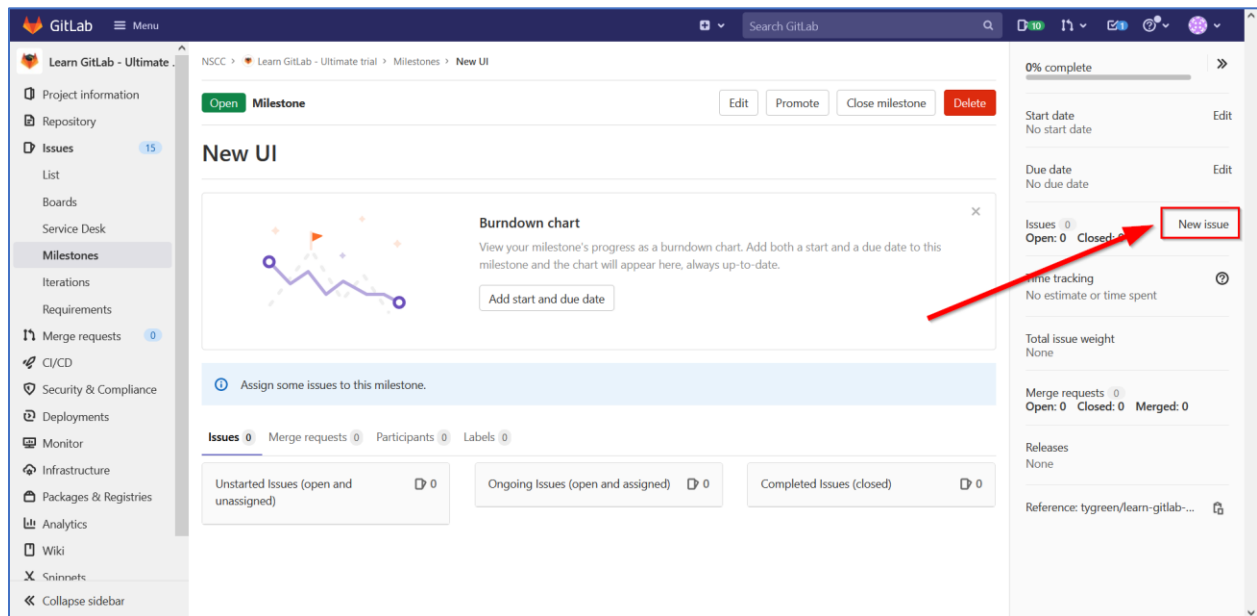 GitLab Menu Search GitLab 10 1
Learn GitLab - Ultimate .
Project information
Repository
Issues 15
List
Boards
Service Desk
Milestones
Iterations
Requirements
Merge requests 0
CI/CD
Security & Compliance
Deployments
Monitor
Infrastructure
Packages & Registries
Analytics
Wiki
Snippets
Collapse sidebar
NSCC > Learn GitLab - Ultimate trial > Milestones > New UI
Open Milestone Edit Promote Close milestone Delete
New UI
Burndown chart
View your milestone's progress as a burndown chart. Add both a start and a due date to this
milestone and the chart will appear here, always up-to-date.
Add start and due date
Assign some issues to this milestone.
Issues 0 Merge requests 0 Participants 0 Labels 0
Unstarted Issues (open and
unassigned) 0
Ongoing Issues (open and assigned) 0
Completed Issues (closed) 0
0% complete
Start date Edit
No start date
Due date Edit
No due date
Issues 0 New issue
Open: 0 Closed: 0
Time tracking
No estimate or time spent
Total issue weight
None
Merge requests 0
Open: 0 Closed: 0 Merged: 0
Releases
None
Reference: tygreen/learn-gitlab-...